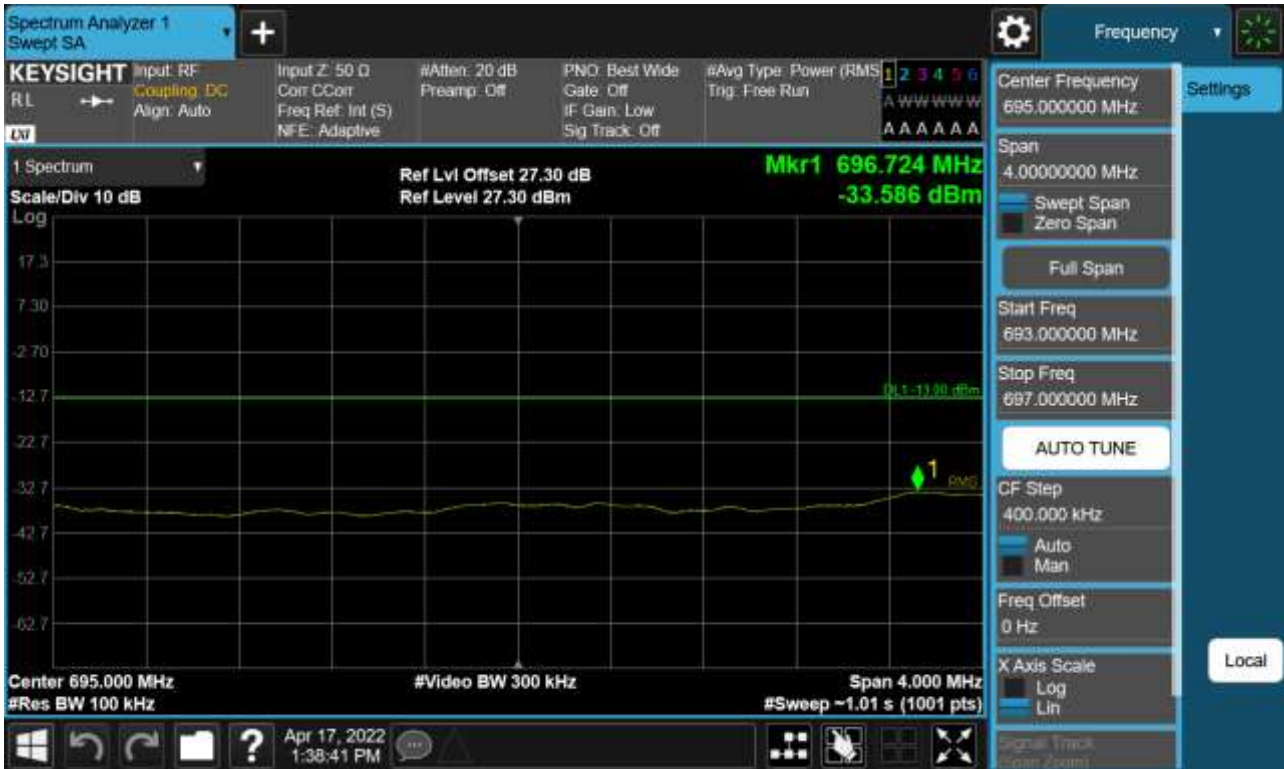 Spectrum Analyzer 1
Swept SA
+
Frequency
KEYSIGHT
RL
LXI
Input: RF
Coupling: DC
Align: Auto
Input Z: 50 Ω
Corr CCorr
Freq Ref: Int (S)
NFE: Adaptive
#Atten: 20 dB
Preamp: Off
PNO: Best Wide
Gate: Off
IF Gain: Low
Sig Track: Off
#Avg Type: Power (RMS
Trig: Free Run
1 2 3 4 5 6
A W W W W W
A A A A A A
1 Spectrum
Scale/Div 10 dB
Log
Ref Lvl Offset 27.30 dB
Ref Level 27.30 dBm
Mkr1 696.724 MHz
-33.586 dBm
17.3
7.30
-2.70
-12.7
DL1 -13.00 dBm
-22.7
1
RMS
-32.7
-42.7
-52.7
-62.7
Center 695.000 MHz
#Res BW 100 kHz
#Video BW 300 kHz
Span 4.000 MHz
#Sweep ~1.01 s (1001 pts)
Center Frequency
695.000000 MHz
Settings
Span
4.00000000 MHz
Swept Span
Zero Span
Full Span
Start Freq
693.000000 MHz
Stop Freq
697.000000 MHz
AUTO TUNE
CF Step
400.000 kHz
Auto
Man
Freq Offset
0 Hz
X Axis Scale
Log
Lin
Local
Signal Track
(Span Zoom)
?
Apr 17, 2022
1:38:41 PM